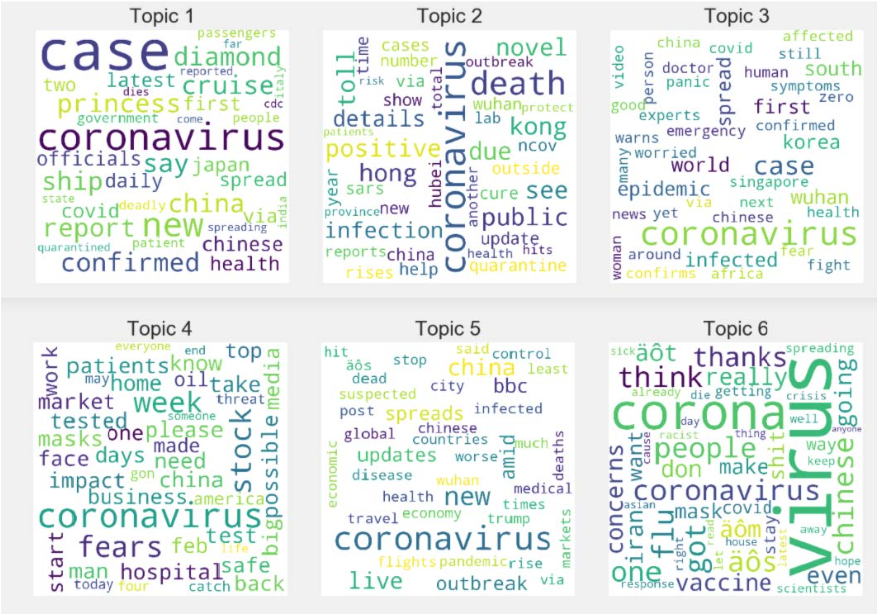 Topic 1
case
passengers
far
diamond
reported
latest
cruise
italy
two
dies
princess
first
cdc
government
come
people
coronavirus
officials
say
japan
ship
daily
spread
state
deadly
china
covid
via
india
report
new
spreading
quarantined
patient
chinese
confirmed
health
Topic 2
toll
time
cases
number
coronavirus
novel
outbreak
risk
via
total
death
show
wuhan
protect
details
lab
kong
patients
positive
due
ncov
hong
hubei
outside
year
sars
another
cure
see
province
new
public
infection
update
reports
china
health
hits
rises
help
quarantine
Topic 3
video
china
covid
affected
person
doctor
spread
still
south
panic
human
symptoms
good
first
zero
experts
emergency
confirmed
korea
warns
many
worried
world
case
epidemic
singapore
via
next
wuhan
news
yet
chinese
health
coronavirus
woman
around
infected
fear
fight
confirms
africa
Topic 4
work
everyone
end
top
patients
know
media
may
home
oil
take
market
week
someone
threat
tested
stock
masks
one
please
possible
face
days
made
need
impact
gon
china
business
america
big
coronavirus
start
fears
feb
test
life
man
hospital
safe
today
four
catch
back
Topic 5
hit
said
control
äôs
stop
china
least
dead
city
bbc
suspected
post
spreads
infected
global
chinese
amid
much
deaths
economic
updates
countries
worse
disease
wuhan
medical
health
new
times
travel
economy
trump
markets
coronavirus
flights
pandemic
rise
live
outbreak
via
Topic 6
sick
äôt
thanks
spreading
think
really
virus
going
already
die
getting
crisis
corona
day
well
racist
thing
anyone
concerns
want
cause
people
shit
way
don
make
keep
chinese
coronavirus
asian
iran
flu
mask
covid
stay
away
got
read
äôm
house
latest
right
let
one
äôs
hope
even
response
vaccine
scientists